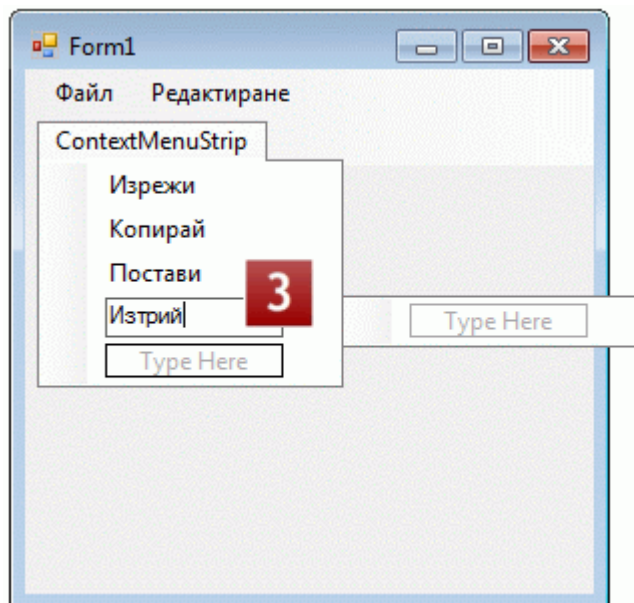 Form1
Файл Редактиране
ContextMenuStrip
Изрежи
Копирай
Постави
3
Изтрий
Type Here
Type Here